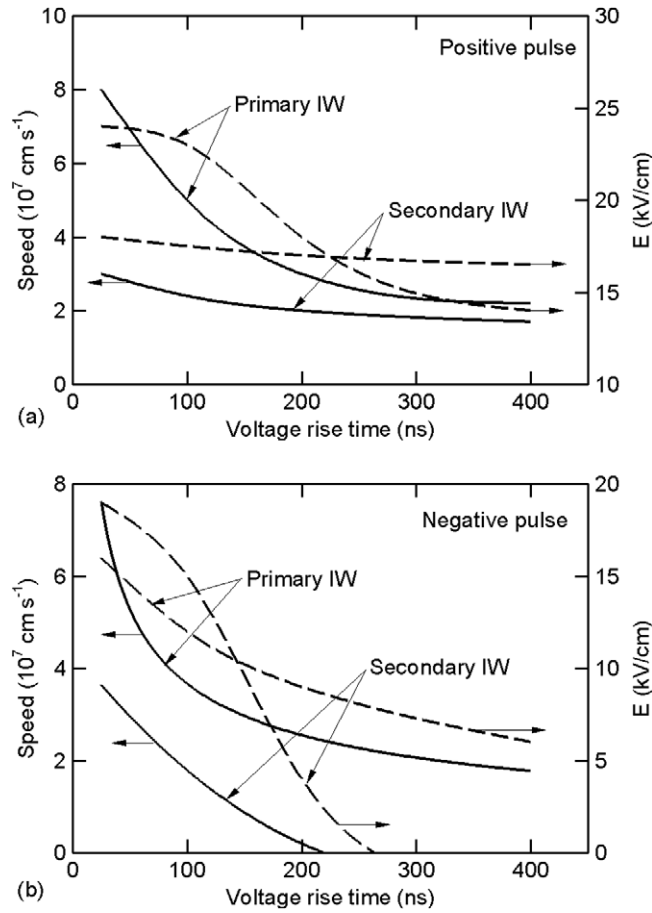 10
8
6
4
2
0
Speed (10⁷ cm s⁻¹)
30
25
20
15
10
E (kV/cm)
Positive pulse
Primary IW
Secondary IW
0 100 200 300 400
(a)
Voltage rise time (ns)
8
6
4
2
0
Speed (10⁷ cm s⁻¹)
20
15
10
5
0
E (kV/cm)
Negative pulse
Primary IW
Secondary IW
0 100 200 300 400
(b)
Voltage rise time (ns)